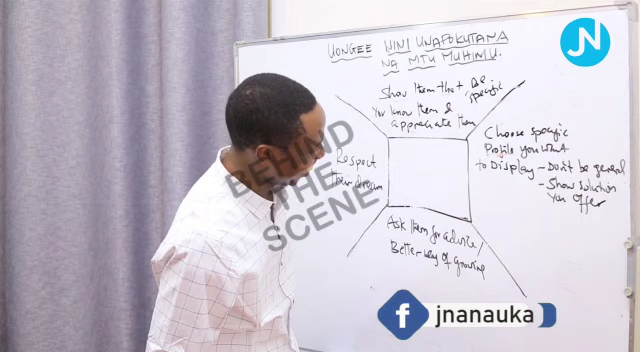 UONGEE NINI UNAPOKUTANA
NA MTU MUHIMU.
Show them that
Be specific
You know them &
appreciate them
Choose specific
Profile you want
to Display - Don't be general
- Show solution
You offer
Respect
their dream
Ask them for advice/
Better way of growing
BEHIND
THE
SCENE
JN
f jnanauka